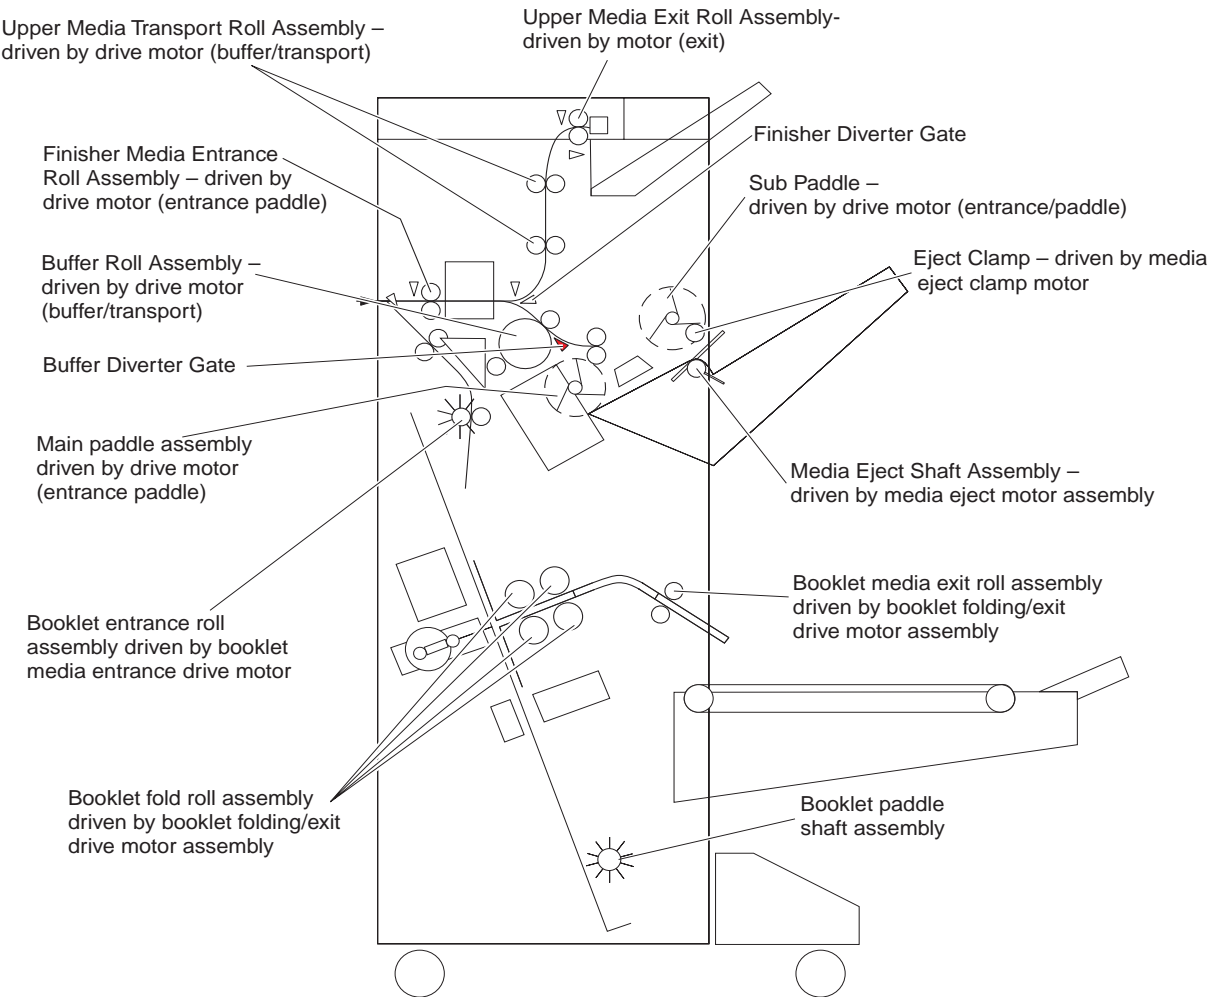 Upper Media Transport Roll Assembly –
driven by drive motor (buffer/transport)
Upper Media Exit Roll Assembly-
driven by motor (exit)
Finisher Diverter Gate
Finisher Media Entrance
Roll Assembly – driven by
drive motor (entrance paddle)
Sub Paddle –
driven by drive motor (entrance/paddle)
Buffer Roll Assembly –
driven by drive motor
(buffer/transport)
Eject Clamp – driven by media
eject clamp motor
Buffer Diverter Gate
Main paddle assembly
driven by drive motor
(entrance paddle)
Media Eject Shaft Assembly –
driven by media eject motor assembly
Booklet media exit roll assembly
driven by booklet folding/exit
drive motor assembly
Booklet entrance roll
assembly driven by booklet
media entrance drive motor
Booklet fold roll assembly
driven by booklet folding/exit
drive motor assembly
Booklet paddle
shaft assembly